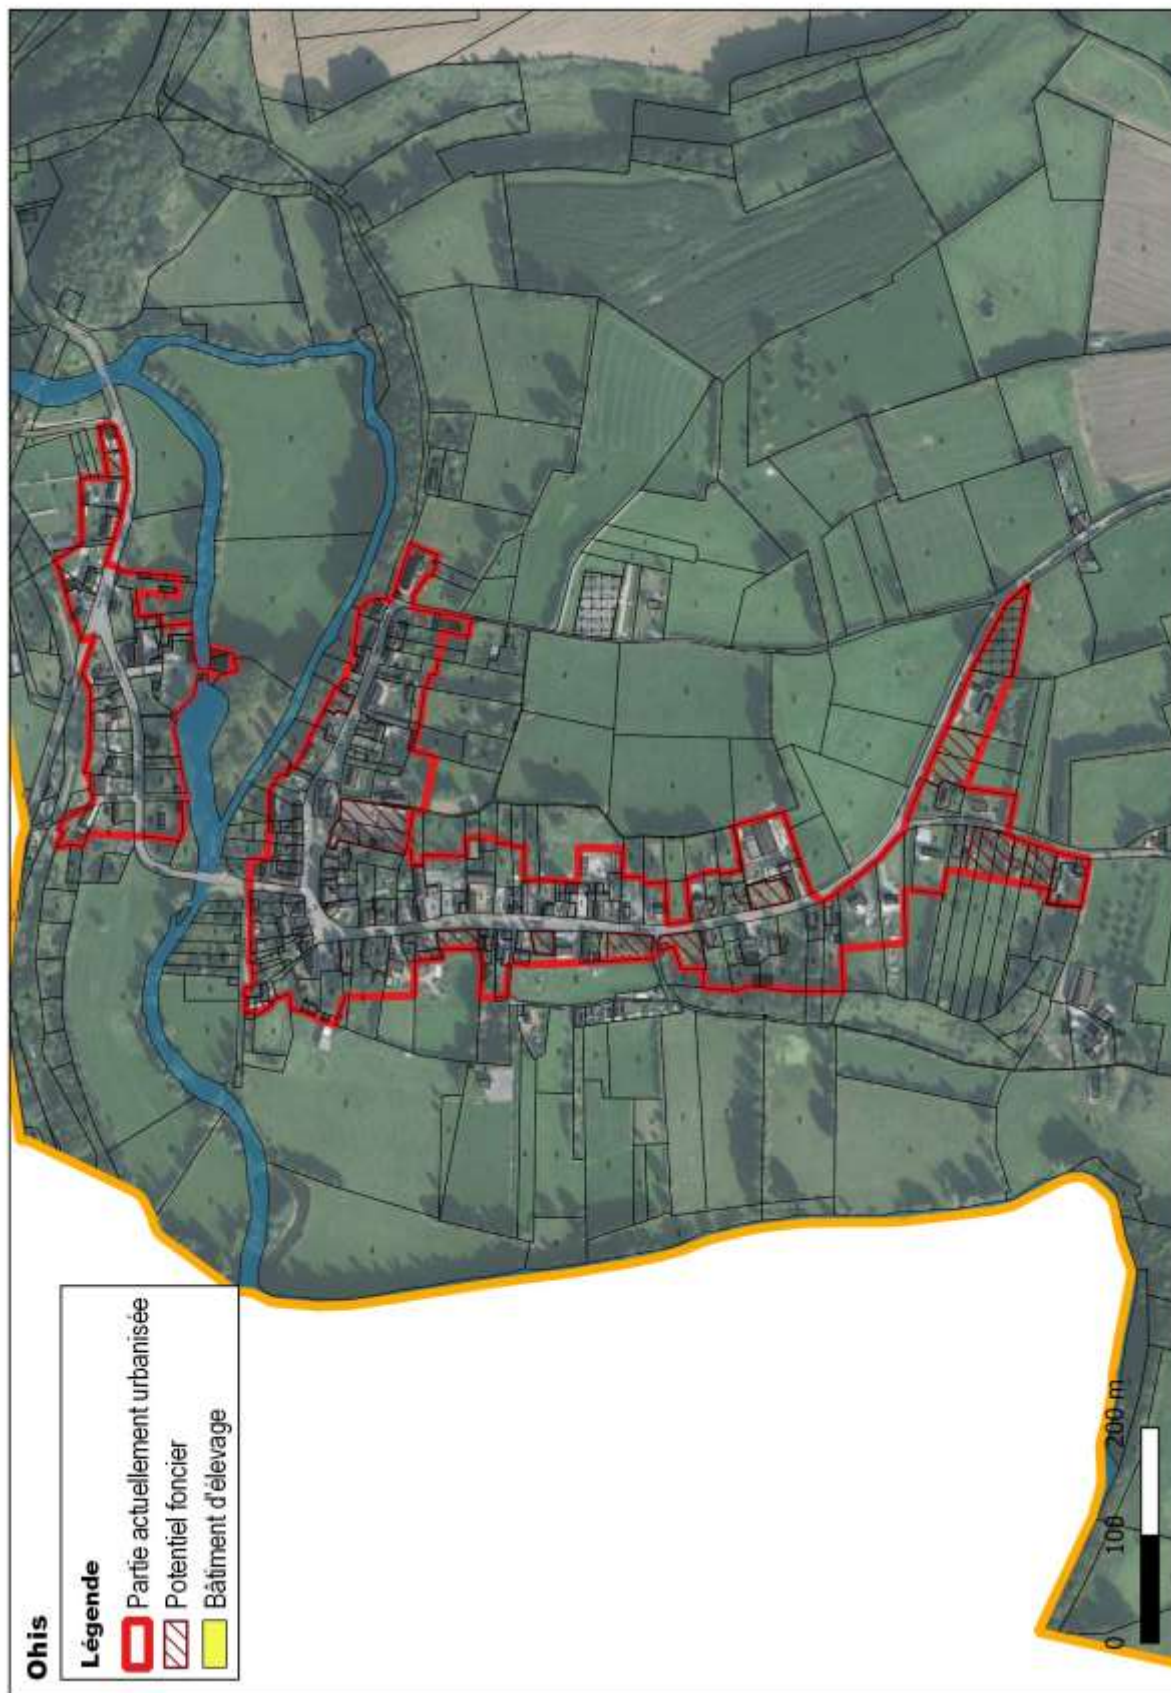 Ohis
Légende
Partie actuellement urbanisée
Potentiel foncier
Bâtiment d'élevage
0 100 200 m